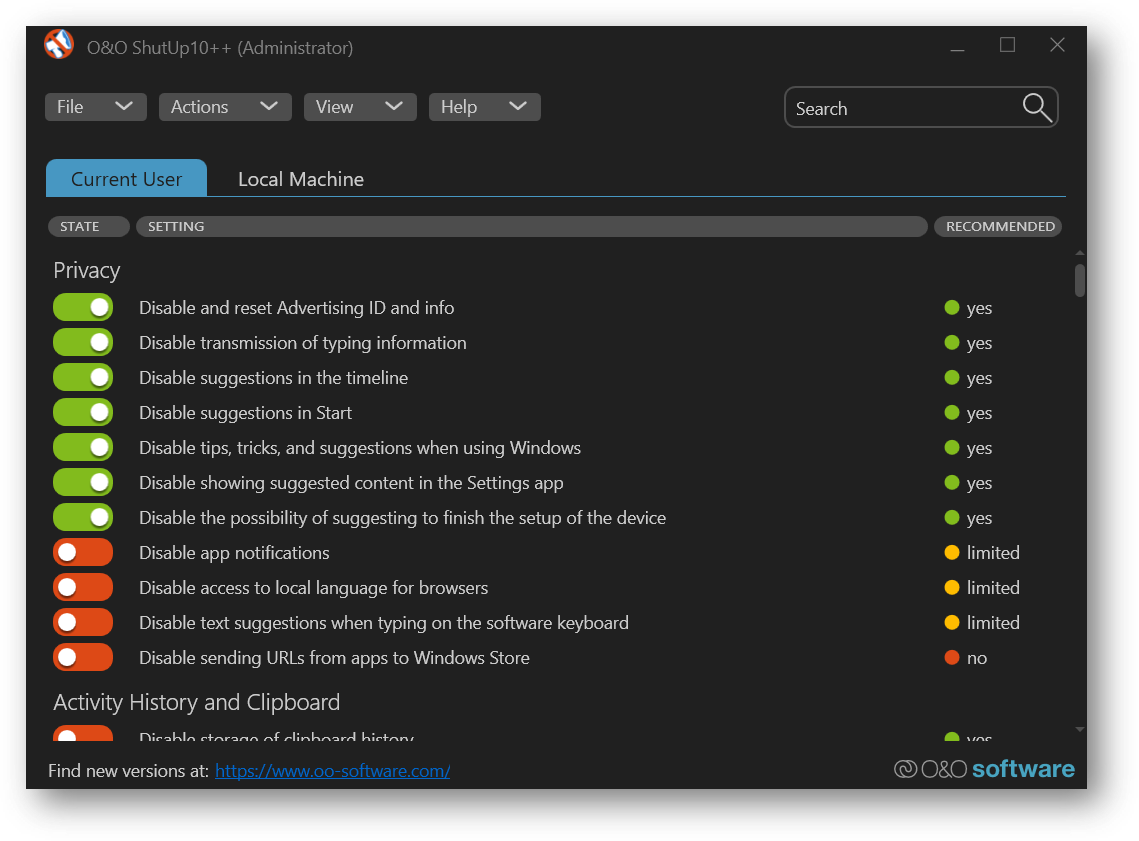 O&O ShutUp10++ (Administrator)
File Actions View Help Search
Current User Local Machine
STATE SETTING RECOMMENDED
Privacy
Disable and reset Advertising ID and info yes
Disable transmission of typing information yes
Disable suggestions in the timeline yes
Disable suggestions in Start yes
Disable tips, tricks, and suggestions when using Windows yes
Disable showing suggested content in the Settings app yes
Disable the possibility of suggesting to finish the setup of the device yes
Disable app notifications limited
Disable access to local language for browsers limited
Disable text suggestions when typing on the software keyboard limited
Disable sending URLs from apps to Windows Store no
Activity History and Clipboard
Disable storage of clipboard history yes
Find new versions at: https://www.oo-software.com/ O&O software